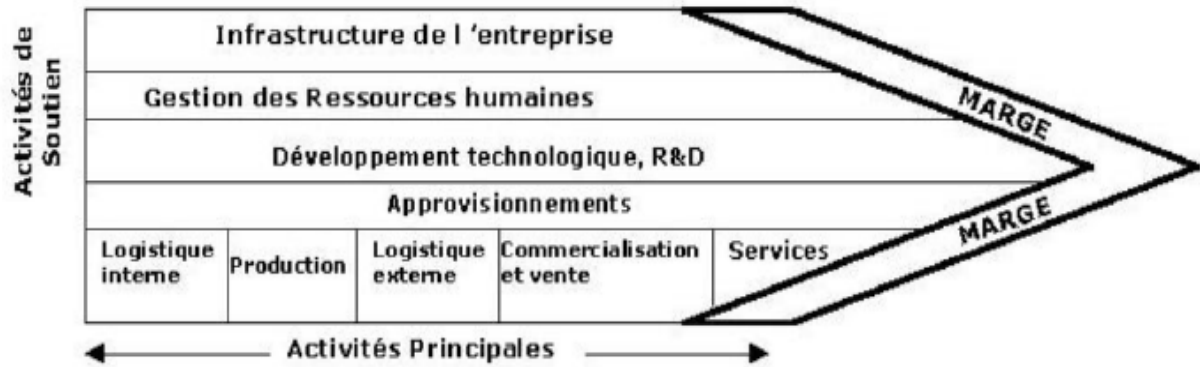 Activités de
Soutien
Infrastructure de l 'entreprise
Gestion des Ressources humaines
Développement technologique, R&D
Approvisionnements
Logistique
interne
Production
Logistique
externe
Commercialisation
et vente
Services
MARGE
MARGE
Activités Principales